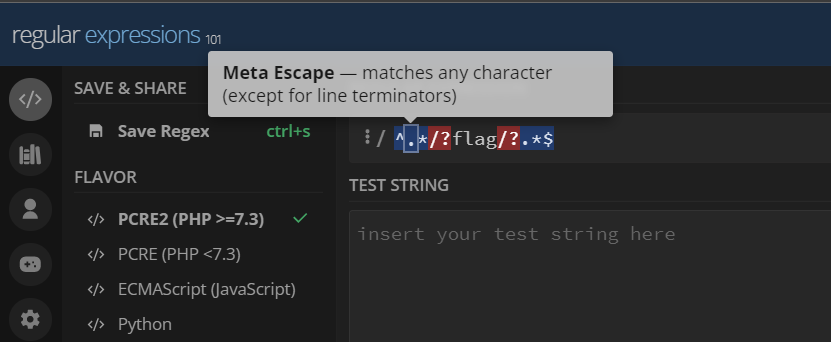 regular expressions 101
Meta Escape — matches any character
(except for line terminators)
SAVE & SHARE
Save Regex ctrl+s
/ ^.*/?flag/?.*$
FLAVOR
TEST STRING
</> PCRE2 (PHP >=7.3) ✓
insert your test string here
</> PCRE (PHP <7.3)
</> ECMAScript (JavaScript)
</> Python